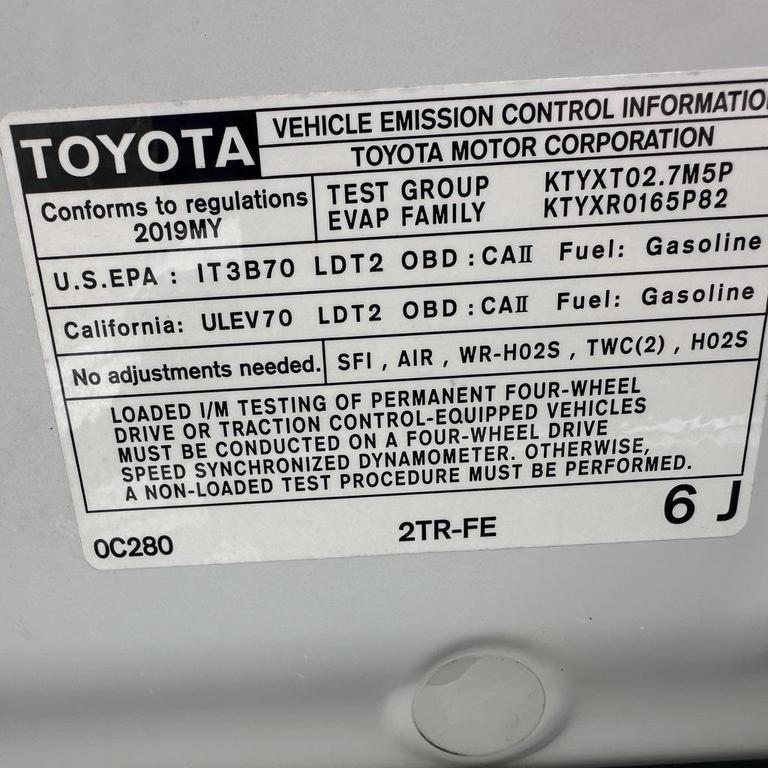 TOYOTA
VEHICLE EMISSION CONTROL INFORMATIO
TOYOTA MOTOR CORPORATION
Conforms to regulations
2019MY
TEST GROUP KTYXT02.7M5P
EVAP FAMILY KTYXR0165P82
U.S.EPA : IT3B70 LDT2 OBD : CAII Fuel: Gasoline
California: ULEV70 LDT2 OBD : CAII Fuel: Gasoline
No adjustments needed.
SFI , AIR , WR-HO2S , TWC(2) , HO2S
LOADED I/M TESTING OF PERMANENT FOUR-WHEEL
DRIVE OR TRACTION CONTROL-EQUIPPED VEHICLES
MUST BE CONDUCTED ON A FOUR-WHEEL DRIVE
SPEED SYNCHRONIZED DYNAMOMETER. OTHERWISE,
A NON-LOADED TEST PROCEDURE MUST BE PERFORMED.
0C280
2TR-FE
6 J